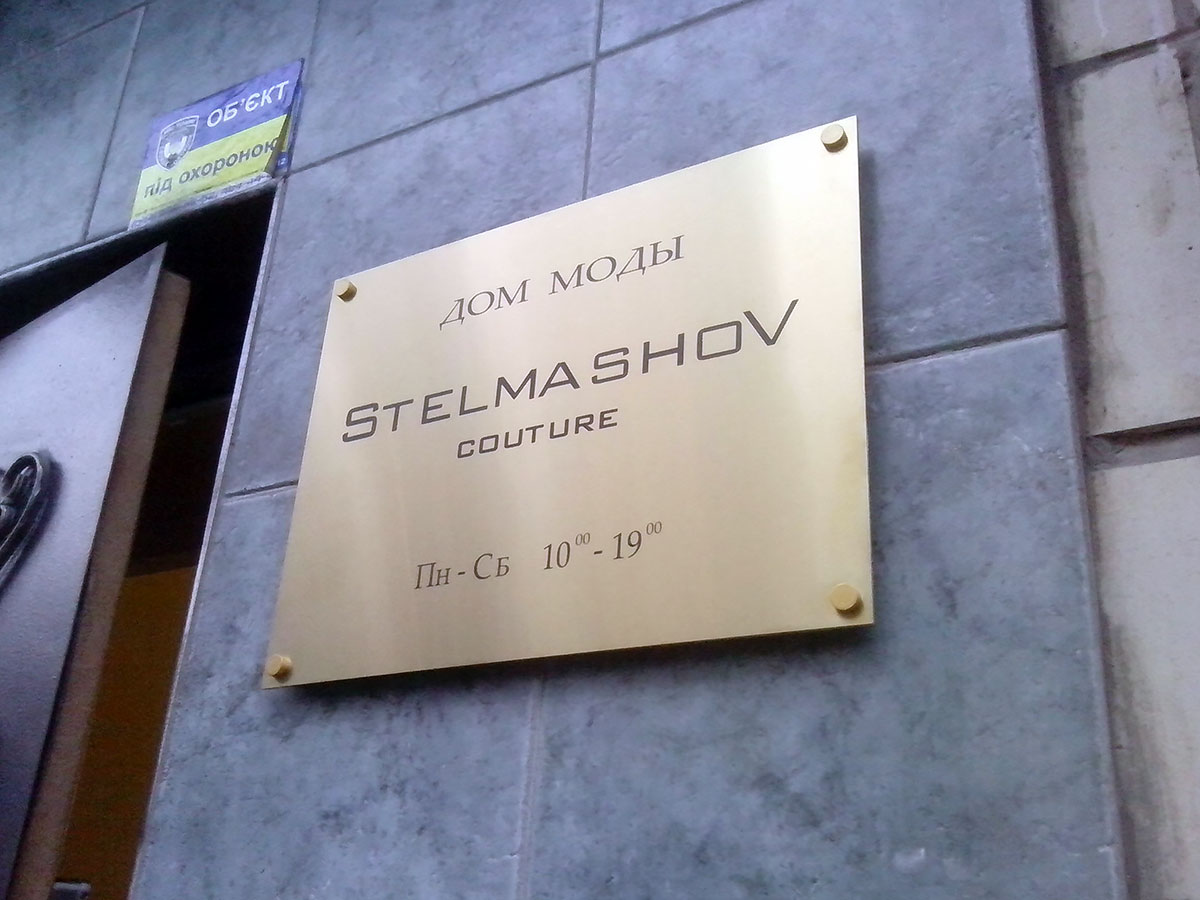 ОБ'ЄКТ
під охороною
ДОМ МОДЫ
STELMASHOV
COUTURE
ПН - СБ 10⁰⁰ - 19⁰⁰